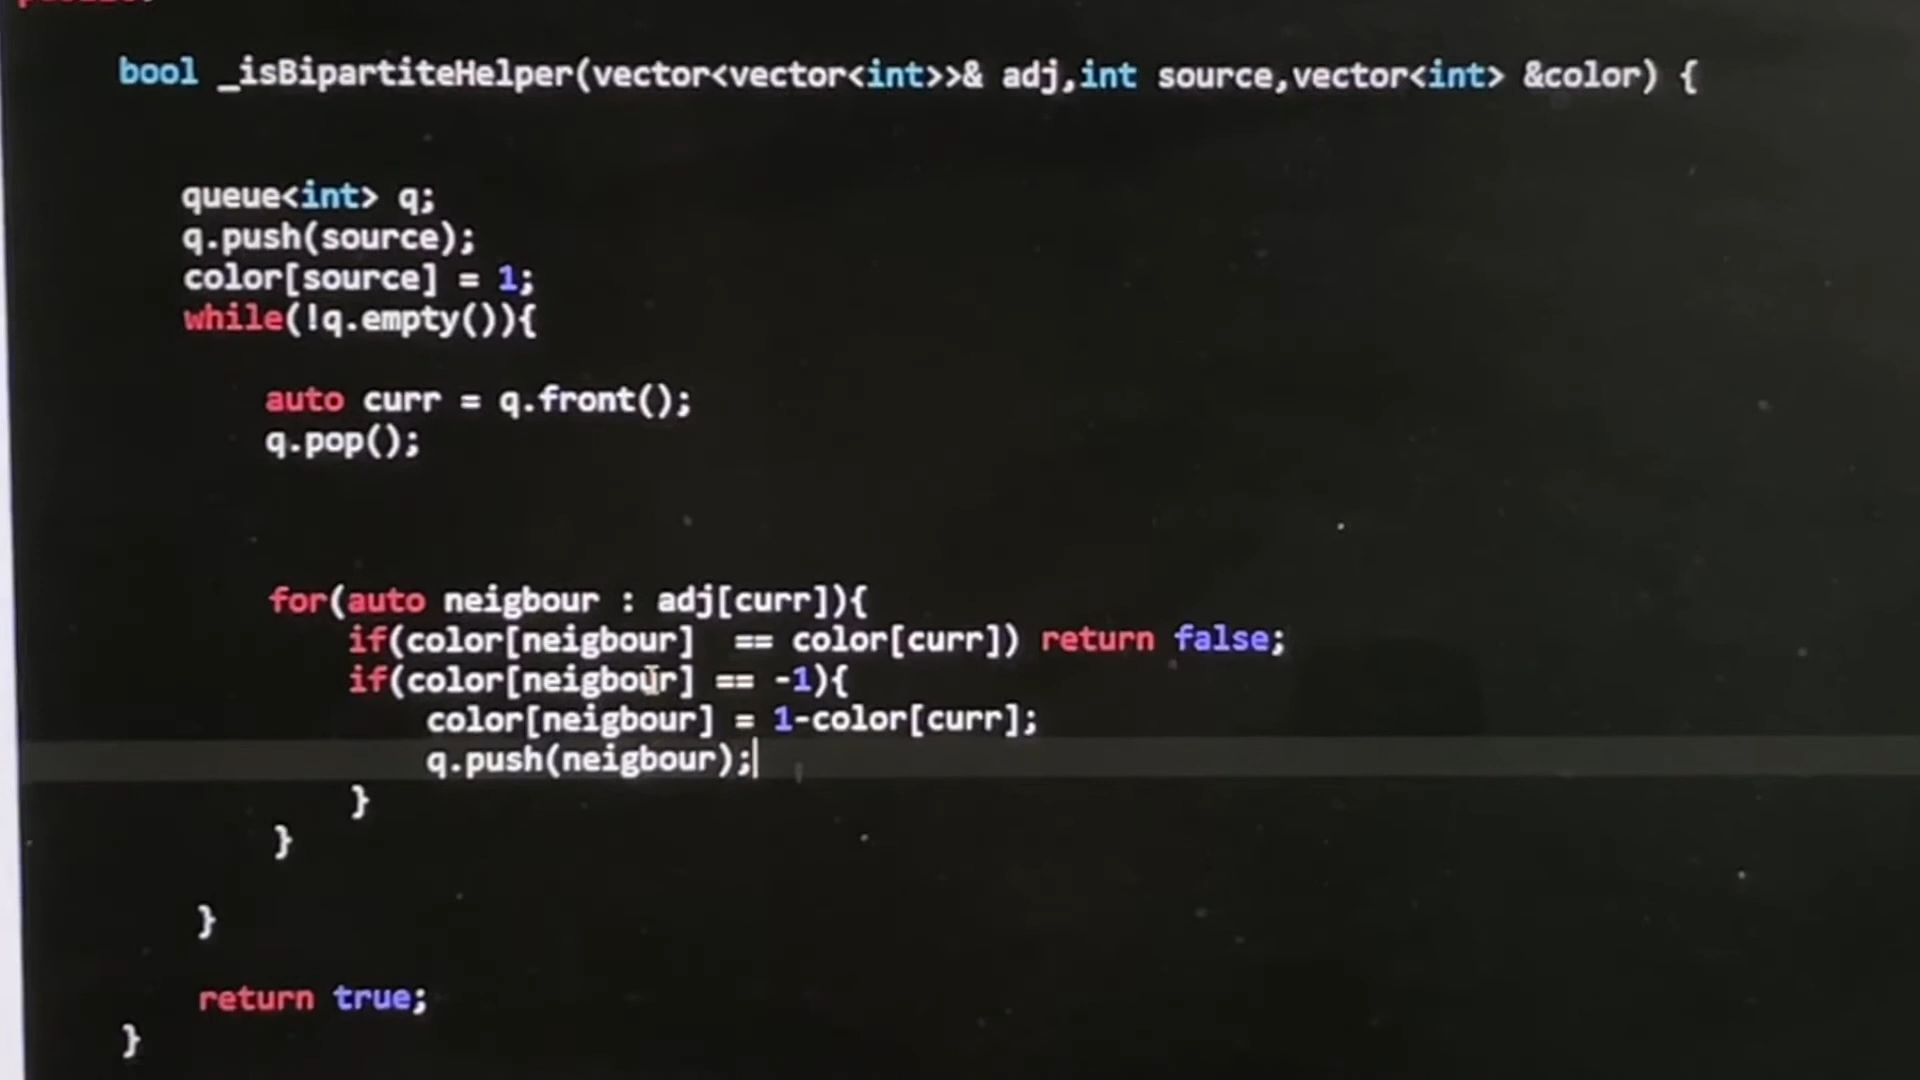 bool _isBipartiteHelper(vector<vector<int>>& adj,int source,vector<int> &color) {
queue<int> q;
q.push(source);
color[source] = 1;
while(!q.empty()){
auto curr = q.front();
q.pop();
for(auto neigbour : adj[curr]){
if(color[neigbour]  == color[curr]) return false;
if(color[neigbour] == -1){
color[neigbour] = 1-color[curr];
q.push(neigbour);
}
}
}
return true;
}